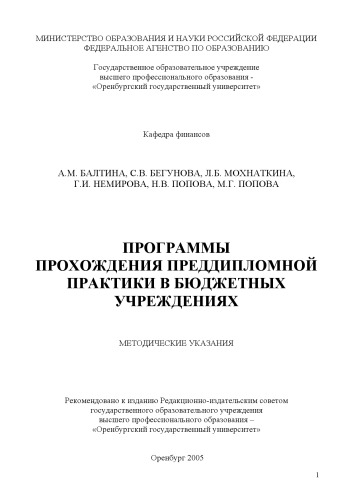 МИНИСТЕРСТВО ОБРАЗОВАНИЯ И НАУКИ РОССИЙСКОЙ ФЕДЕРАЦИИ
ФЕДЕРАЛЬНОЕ АГЕНСТВО ПО ОБРАЗОВАНИЮ
Государственное образовательное учреждение
высшего профессионального образования -
«Оренбургский государственный университет»
Кафедра финансов
А.М. БАЛТИНА, С.В. БЕГУНОВА, Л.Б. МОХНАТКИНА,
Г.И. НЕМИРОВА, Н.В. ПОПОВА, М.Г. ПОПОВА
ПРОГРАММЫ
ПРОХОЖДЕНИЯ ПРЕДДИПЛОМНОЙ
ПРАКТИКИ В БЮДЖЕТНЫХ
УЧРЕЖДЕНИЯХ
МЕТОДИЧЕСКИЕ УКАЗАНИЯ
Рекомендовано к изданию Редакционно-издательским советом
государственного образовательного учреждения
высшего профессионального образования –
«Оренбургский государственный университет»
Оренбург 2005
1